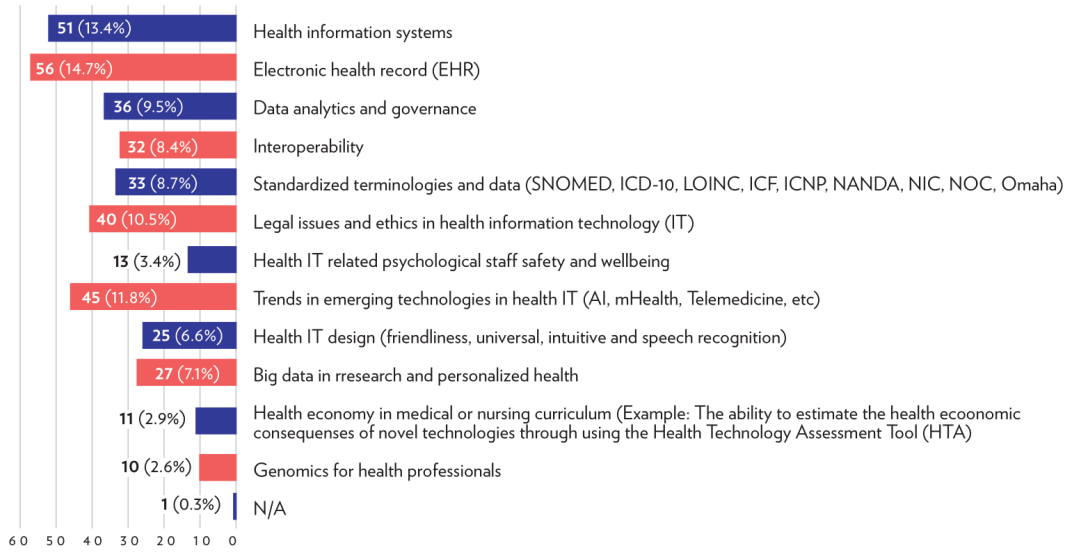 51 (13.4%) Health information systems
56 (14.7%) Electronic health record (EHR)
36 (9.5%) Data analytics and governance
32 (8.4%) Interoperability
33 (8.7%) Standardized terminologies and data (SNOMED, ICD-10, LOINC, ICF, ICNP, NANDA, NIC, NOC, Omaha)
40 (10.5%) Legal issues and ethics in health information technology (IT)
13 (3.4%) Health IT related psychological staff safety and wellbeing
45 (11.8%) Trends in emerging technologies in health IT (AI, mHealth, Telemedicine, etc)
25 (6.6%) Health IT design (friendliness, universal, intuitive and speech recognition)
27 (7.1%) Big data in rresearch and personalized health
11 (2.9%) Health economy in medical or nursing curriculum (Example: The ability to estimate the health ecoonomic
consequenses of novel technologies through using the Health Technology Assessment Tool (HTA)
10 (2.6%) Genomics for health professionals
1 (0.3%) N/A
60 50 40 30 20 10 0